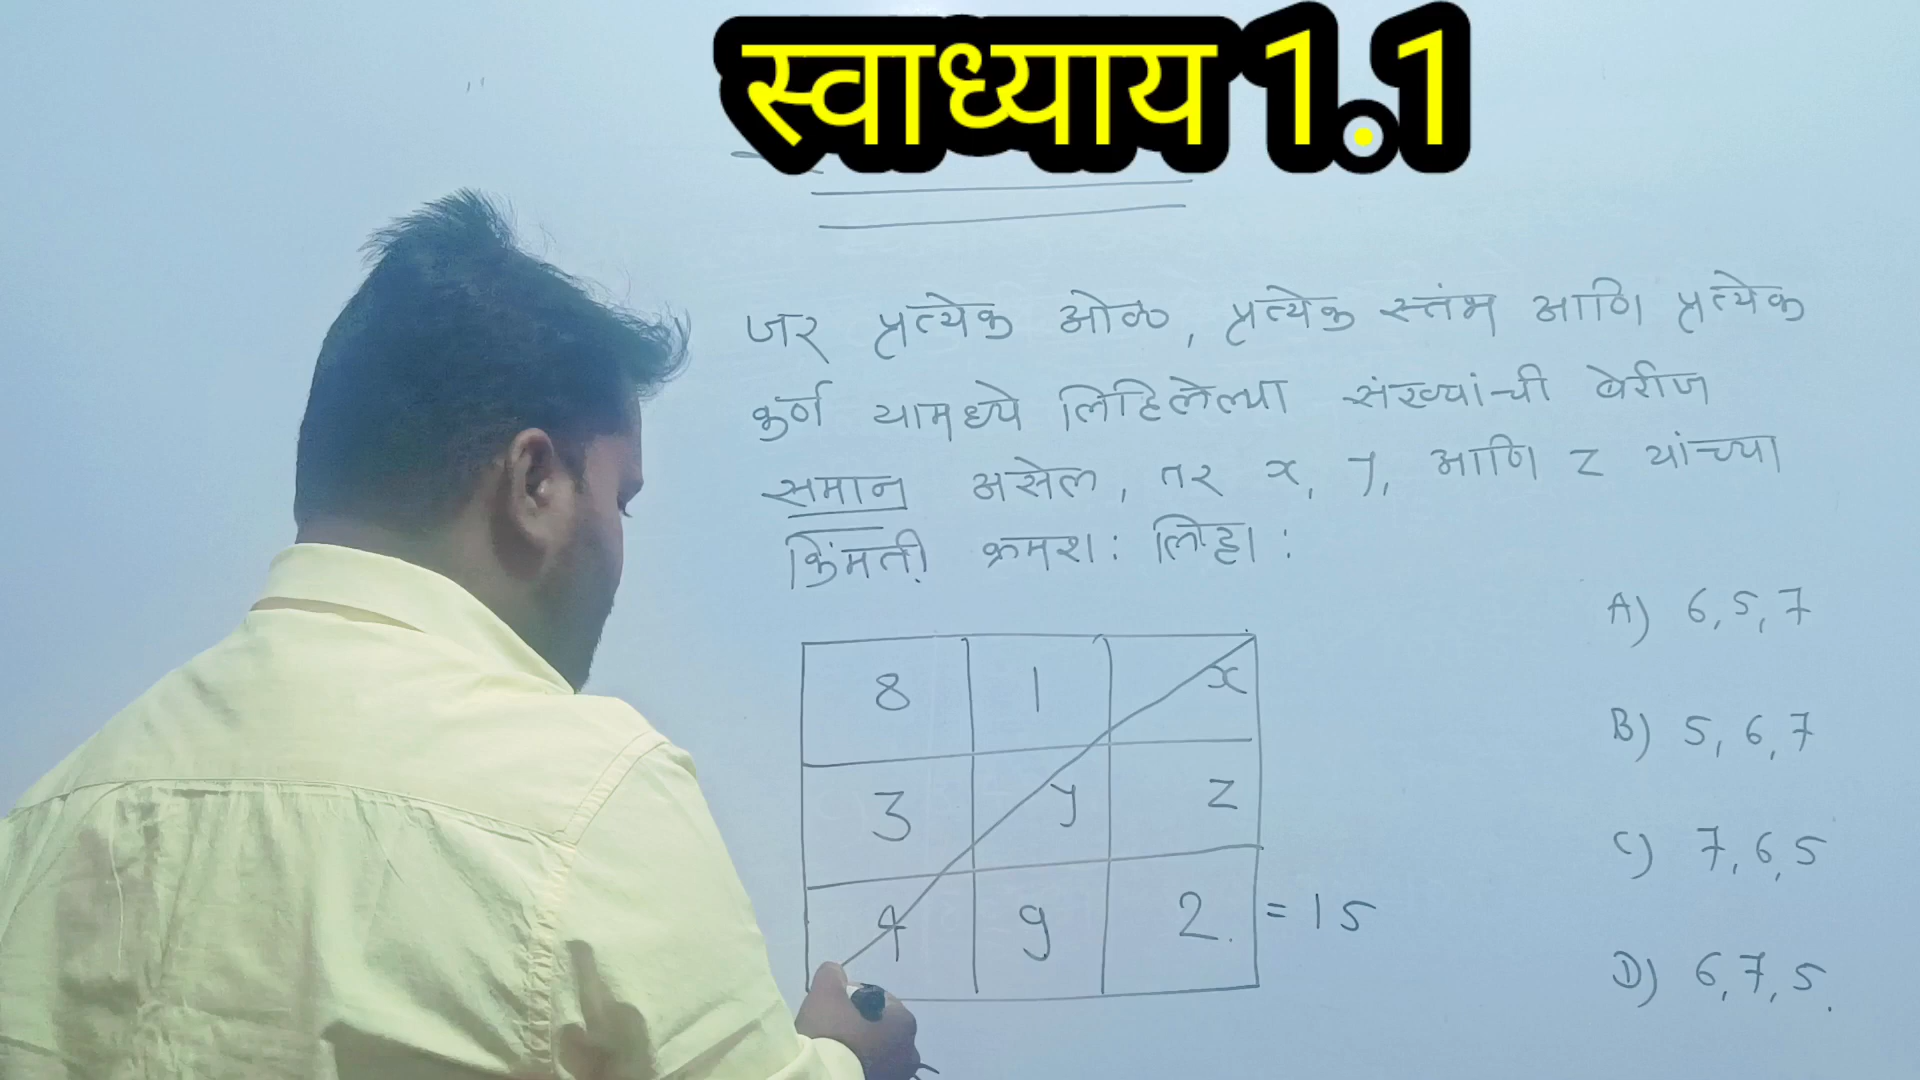 स्वाध्याय 1.1
जर प्रत्येक ओळ, प्रत्येक स्तंभ आणि प्रत्येक
कर्ण यामध्ये लिहिलेल्या संख्यांची बेरीज
समान असेल, तर x, y, आणि z यांच्या
किंमती क्रमशः लिहा:
8 1 x
3 y z
4 9 2 = 15
A) 6, 5, 7
B) 5, 6, 7
C) 7, 6, 5
D) 6, 7, 5.